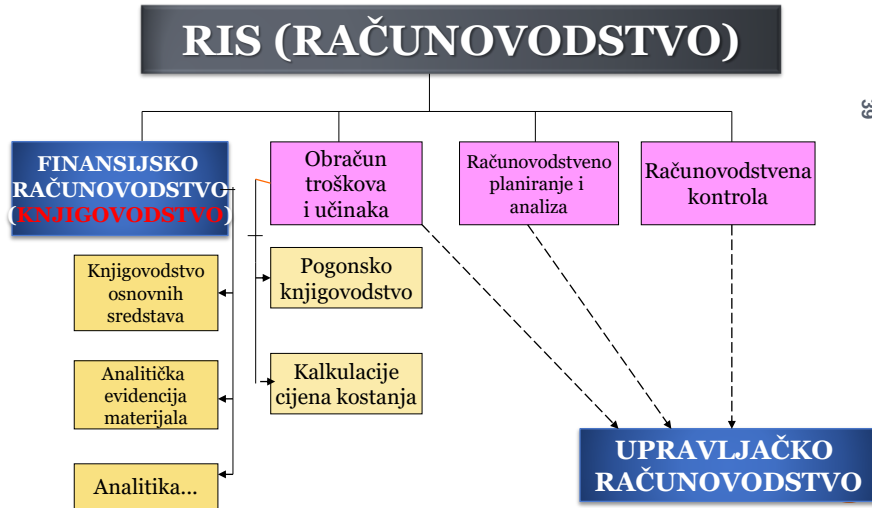 RIS (RAČUNOVODSTVO)
39
FINANSIJSKO
RAČUNOVODSTVO
(KNJIGOVODSTVO)
Obračun
troškova
i učinaka
Računovodstveno
planiranje i
analiza
Računovodstvena
kontrola
Knjigovodstvo
osnovnih
sredstava
Pogonsko
knjigovodstvo
Analitička
evidencija
materijala
Kalkulacije
cijena kostanja
Analitika...
UPRAVLJAČKO
RAČUNOVODSTVO